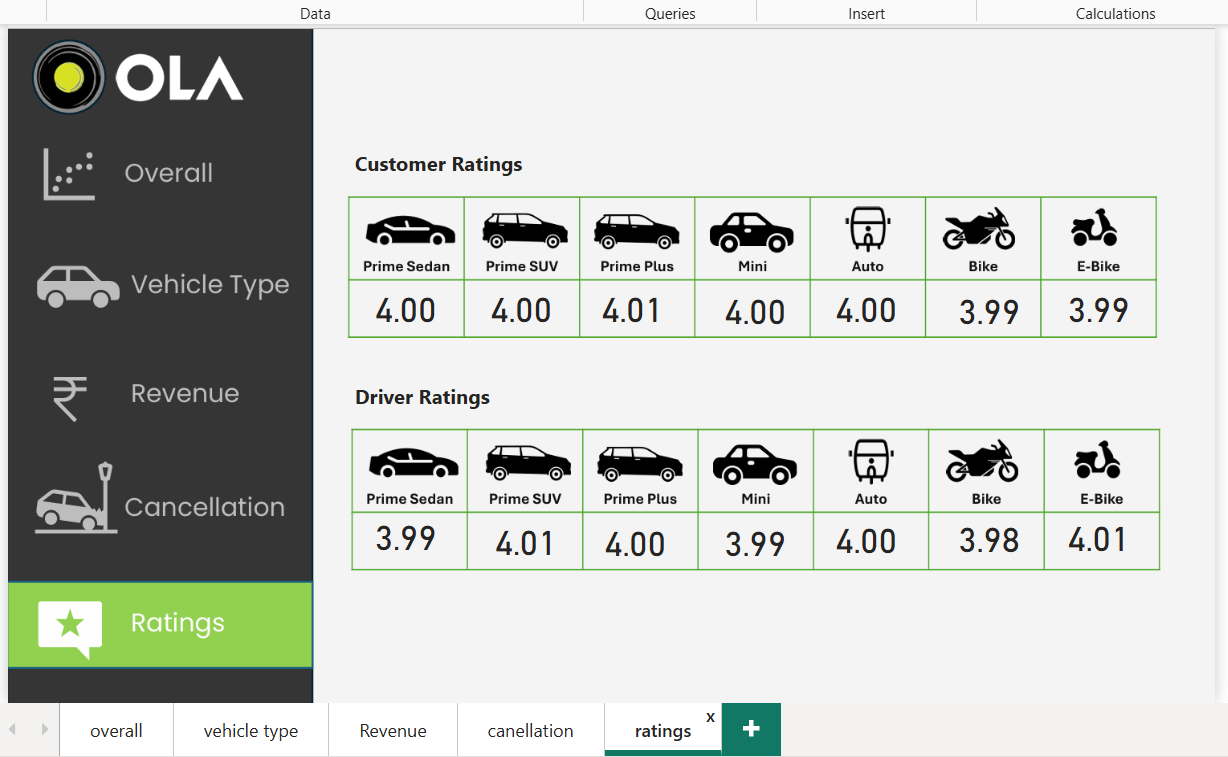 Data Queries Insert Calculations
OLA
Overall
Vehicle Type
Revenue
Cancellation
Ratings
Customer Ratings
Prime Sedan Prime SUV Prime Plus Mini Auto Bike E-Bike
4.00 4.00 4.01 4.00 4.00 3.99 3.99
Driver Ratings
Prime Sedan Prime SUV Prime Plus Mini Auto Bike E-Bike
3.99 4.01 4.00 3.99 4.00 3.98 4.01
overall vehicle type Revenue canellation ratings x +